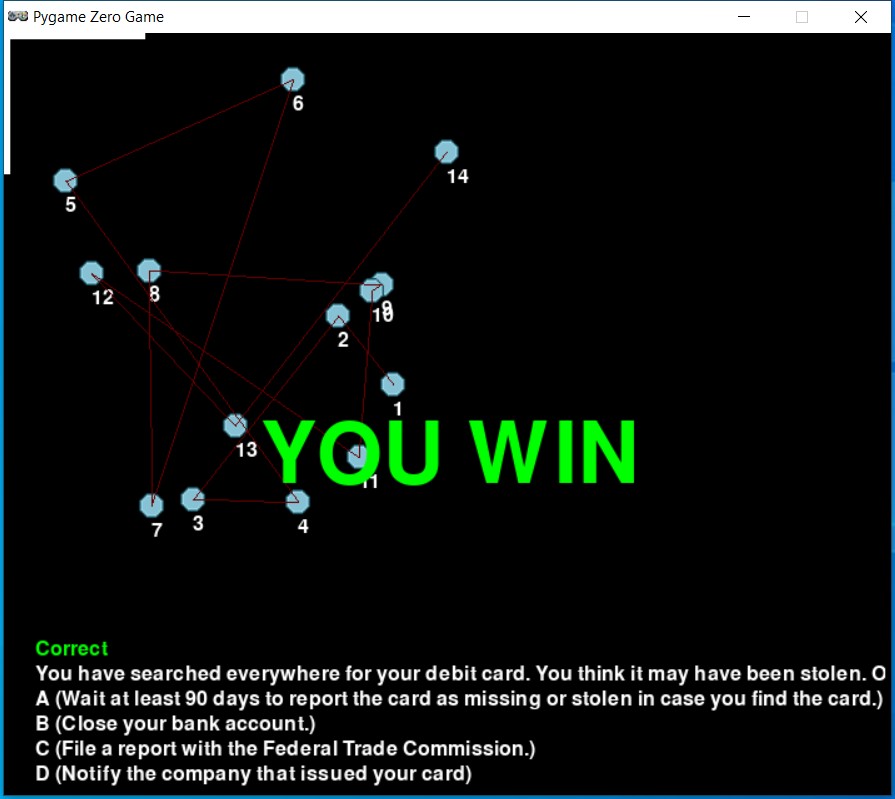 Pygame Zero Game
6
14
5
12
8
9
10
2
1
13
YOU WIN
11
7
3
4
Correct
You have searched everywhere for your debit card. You think it may have been stolen. O
A (Wait at least 90 days to report the card as missing or stolen in case you find the card.)
B (Close your bank account.)
C (File a report with the Federal Trade Commission.)
D (Notify the company that issued your card)